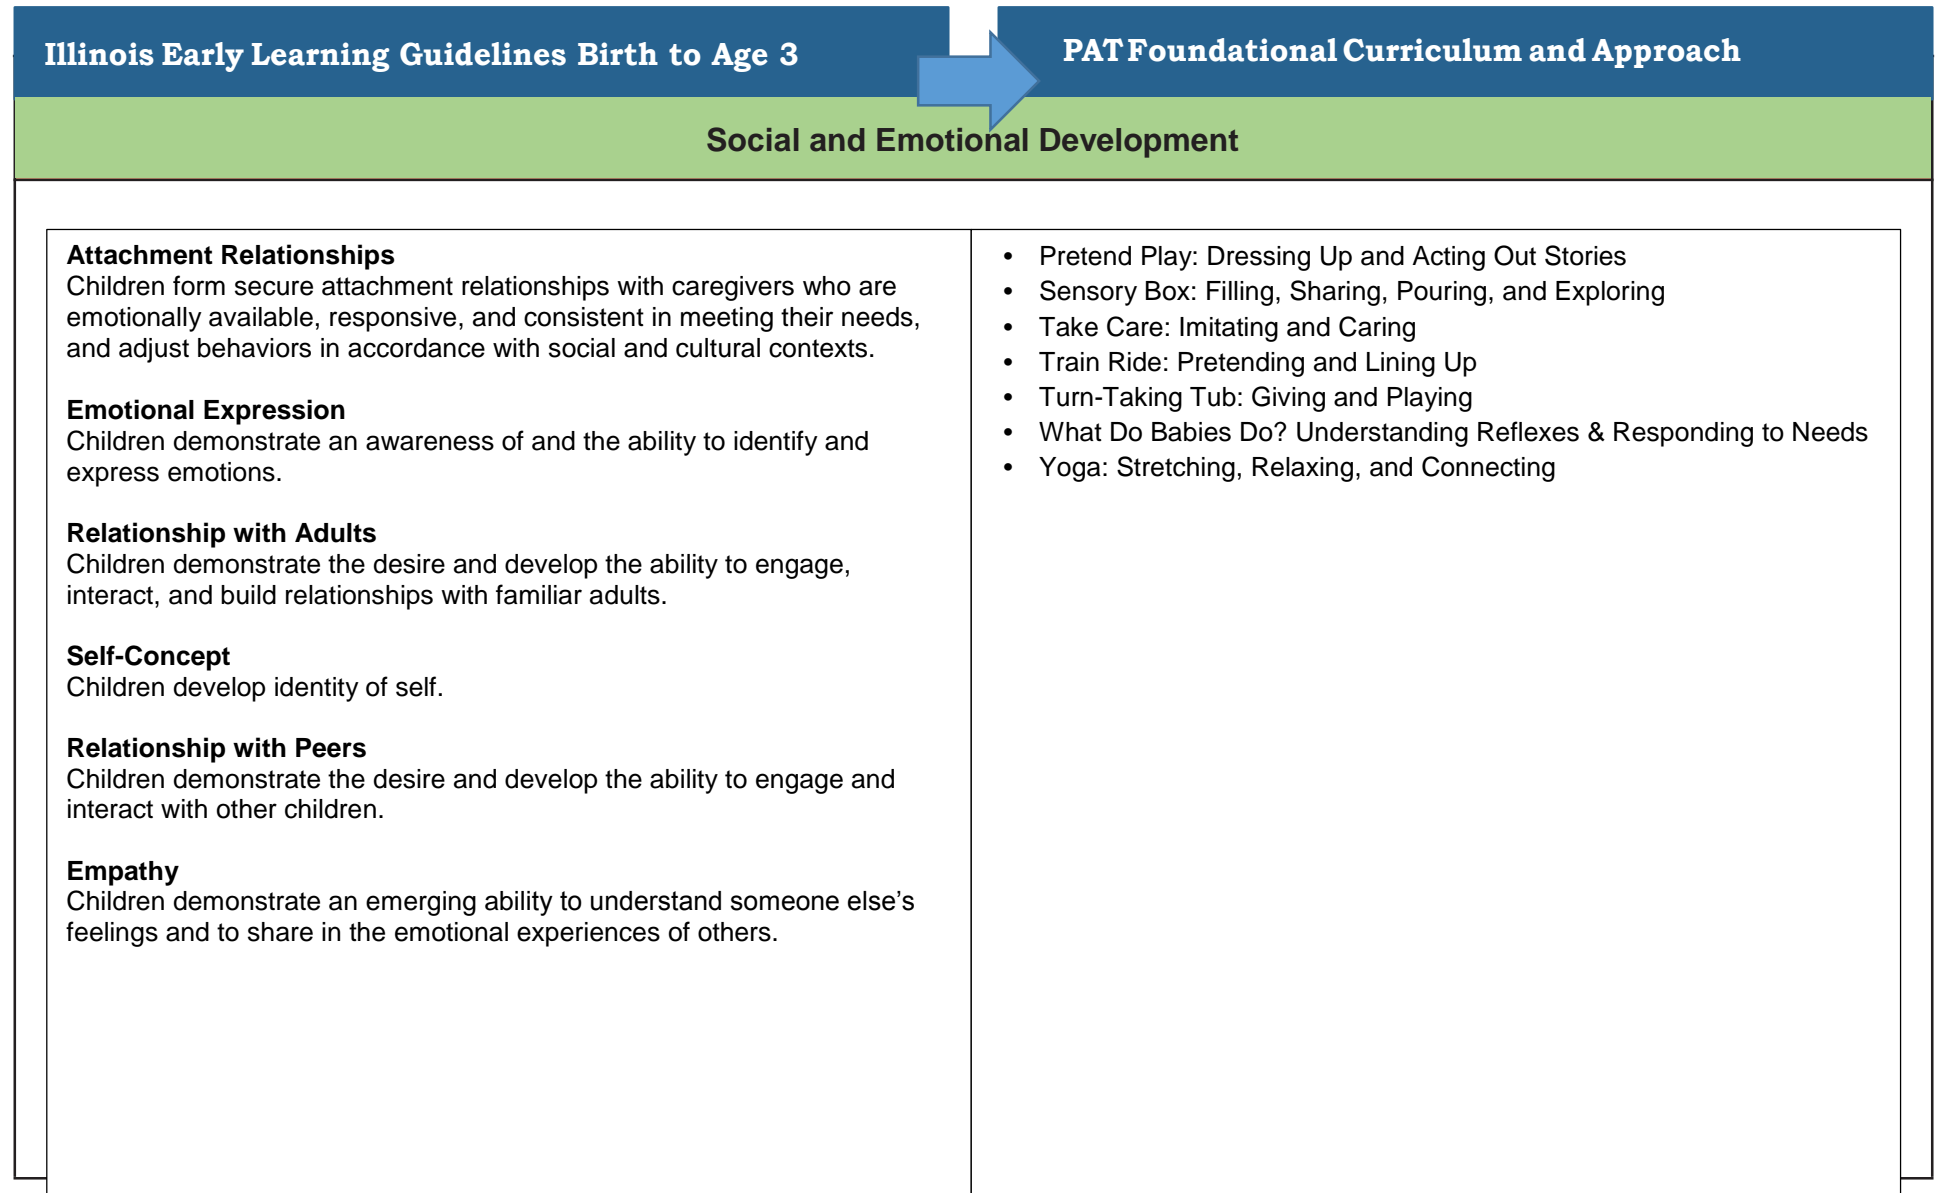 Illinois Early Learning Guidelines Birth to Age 3
PAT Foundational Curriculum and Approach
Social and Emotional Development
Attachment Relationships
Children form secure attachment relationships with caregivers who are
emotionally available, responsive, and consistent in meeting their needs,
and adjust behaviors in accordance with social and cultural contexts.
Emotional Expression
Children demonstrate an awareness of and the ability to identify and
express emotions.
Relationship with Adults
Children demonstrate the desire and develop the ability to engage,
interact, and build relationships with familiar adults.
Self-Concept
Children develop identity of self.
Relationship with Peers
Children demonstrate the desire and develop the ability to engage and
interact with other children.
Empathy
Children demonstrate an emerging ability to understand someone else’s
feelings and to share in the emotional experiences of others.
• Pretend Play: Dressing Up and Acting Out Stories
• Sensory Box: Filling, Sharing, Pouring, and Exploring
• Take Care: Imitating and Caring
• Train Ride: Pretending and Lining Up
• Turn-Taking Tub: Giving and Playing
• What Do Babies Do? Understanding Reflexes & Responding to Needs
• Yoga: Stretching, Relaxing, and Connecting